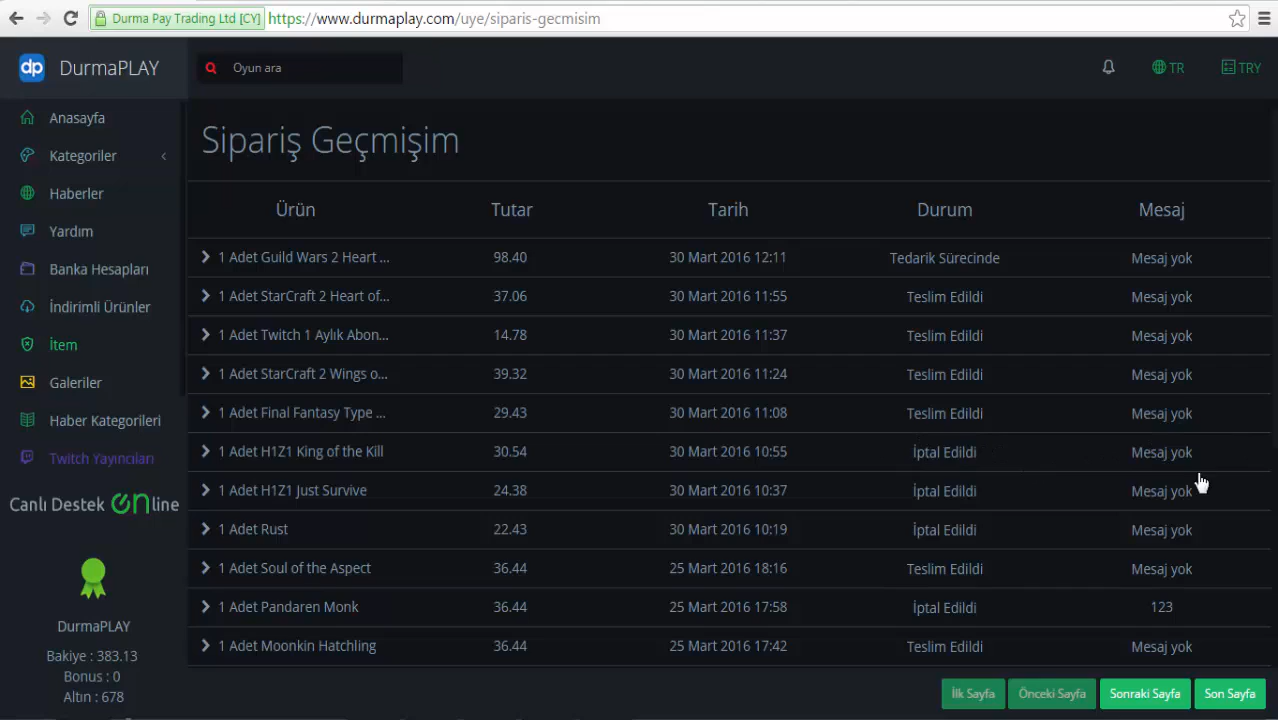 Durma Pay Trading Ltd [CY] https://www.durmaplay.com/uye/siparis-gecmisim
dp DurmaPLAY
Oyun ara
TR
TRY
Anasayfa
Kategoriler
Haberler
Yardım
Banka Hesapları
İndirimli Ürünler
İtem
Galeriler
Haber Kategorileri
Twitch Yayıncıları
Canlı Destek online
DurmaPLAY
Bakiye : 383.13
Bonus : 0
Altın : 678
Sipariş Geçmişim
Ürün Tutar Tarih Durum Mesaj
1 Adet Guild Wars 2 Heart ... 98.40 30 Mart 2016 12:11 Tedarik Sürecinde Mesaj yok
1 Adet StarCraft 2 Heart of... 37.06 30 Mart 2016 11:55 Teslim Edildi Mesaj yok
1 Adet Twitch 1 Aylık Abon... 14.78 30 Mart 2016 11:37 Teslim Edildi Mesaj yok
1 Adet StarCraft 2 Wings o... 39.32 30 Mart 2016 11:24 Teslim Edildi Mesaj yok
1 Adet Final Fantasy Type ... 29.43 30 Mart 2016 11:08 Teslim Edildi Mesaj yok
1 Adet H1Z1 King of the Kill 30.54 30 Mart 2016 10:55 İptal Edildi Mesaj yok
1 Adet H1Z1 Just Survive 24.38 30 Mart 2016 10:37 İptal Edildi Mesaj yok
1 Adet Rust 22.43 30 Mart 2016 10:19 İptal Edildi Mesaj yok
1 Adet Soul of the Aspect 36.44 25 Mart 2016 18:16 Teslim Edildi Mesaj yok
1 Adet Pandaren Monk 36.44 25 Mart 2016 17:58 İptal Edildi 123
1 Adet Moonkin Hatchling 36.44 25 Mart 2016 17:42 Teslim Edildi Mesaj yok
İlk Sayfa Önceki Sayfa Sonraki Sayfa Son Sayfa